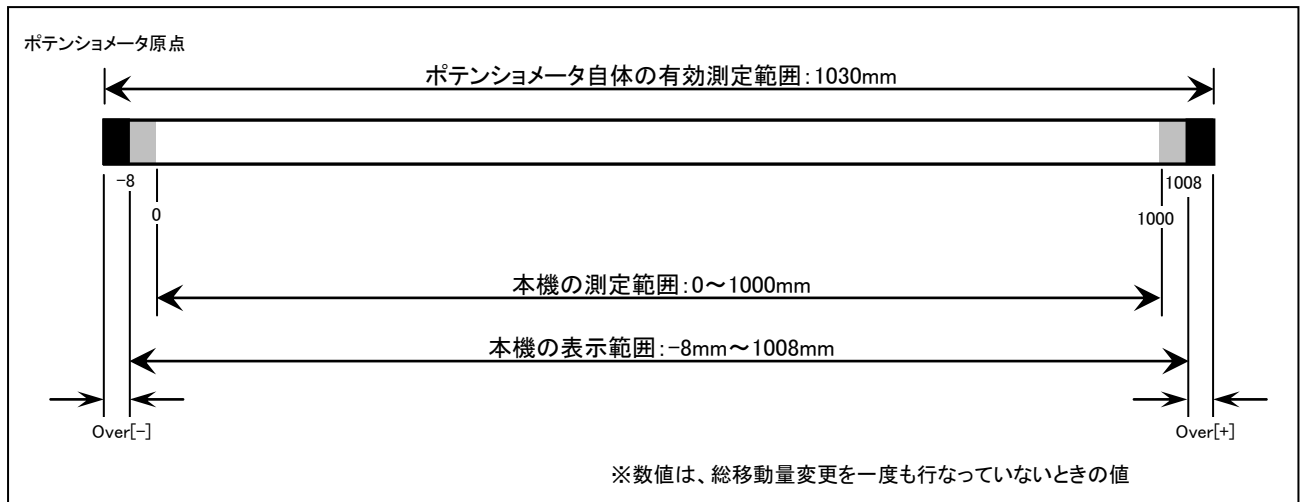 ポテンショメータ原点
ポテンショメータ自体の有効測定範囲：1030mm
-8
1008
0
1000
本機の測定範囲：0～1000mm
本機の表示範囲：-8mm～1008mm
Over[-]
Over[+]
※数値は、総移動量変更を一度も行なっていないときの値